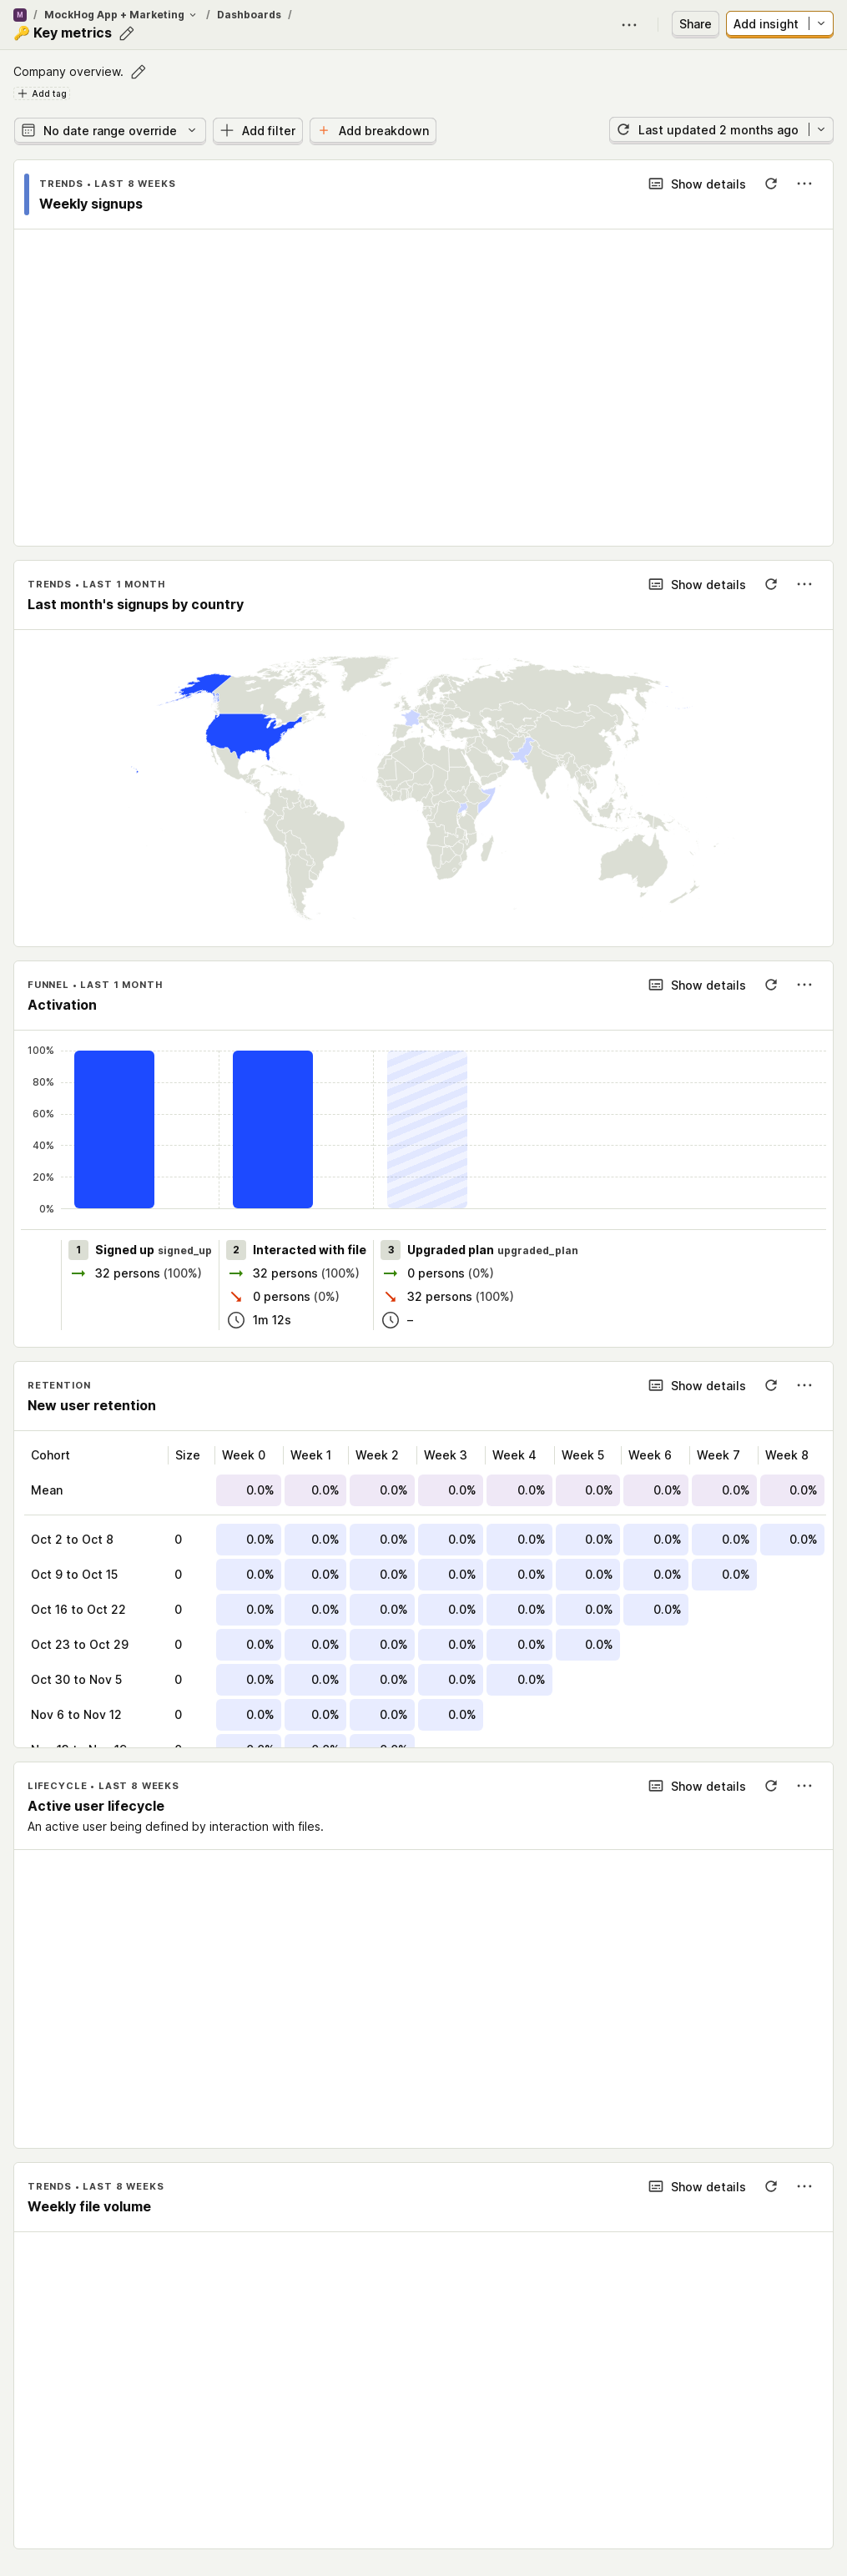 M / MockHog App + Marketing / Dashboards /
🔑 Key metrics
Share
Add insight
Company overview.
Add tag
No date range override
Add filter
Add breakdown
Last updated 2 months ago
TRENDS • LAST 8 WEEKS
Show details
Weekly signups
TRENDS • LAST 1 MONTH
Show details
Last month's signups by country
FUNNEL • LAST 1 MONTH
Show details
Activation
100%
80%
60%
40%
20%
0%
1 Signed up signed_up
32 persons (100%)
2 Interacted with file
32 persons (100%)
0 persons (0%)
1m 12s
3 Upgraded plan upgraded_plan
0 persons (0%)
32 persons (100%)
–
RETENTION
Show details
New user retention
Cohort Size Week 0 Week 1 Week 2 Week 3 Week 4 Week 5 Week 6 Week 7 Week 8
Mean 0.0% 0.0% 0.0% 0.0% 0.0% 0.0% 0.0% 0.0% 0.0%
Oct 2 to Oct 8 0 0.0% 0.0% 0.0% 0.0% 0.0% 0.0% 0.0% 0.0% 0.0%
Oct 9 to Oct 15 0 0.0% 0.0% 0.0% 0.0% 0.0% 0.0% 0.0% 0.0%
Oct 16 to Oct 22 0 0.0% 0.0% 0.0% 0.0% 0.0% 0.0% 0.0%
Oct 23 to Oct 29 0 0.0% 0.0% 0.0% 0.0% 0.0% 0.0%
Oct 30 to Nov 5 0 0.0% 0.0% 0.0% 0.0% 0.0%
Nov 6 to Nov 12 0 0.0% 0.0% 0.0% 0.0%
LIFECYCLE • LAST 8 WEEKS
Show details
Active user lifecycle
An active user being defined by interaction with files.
TRENDS • LAST 8 WEEKS
Show details
Weekly file volume